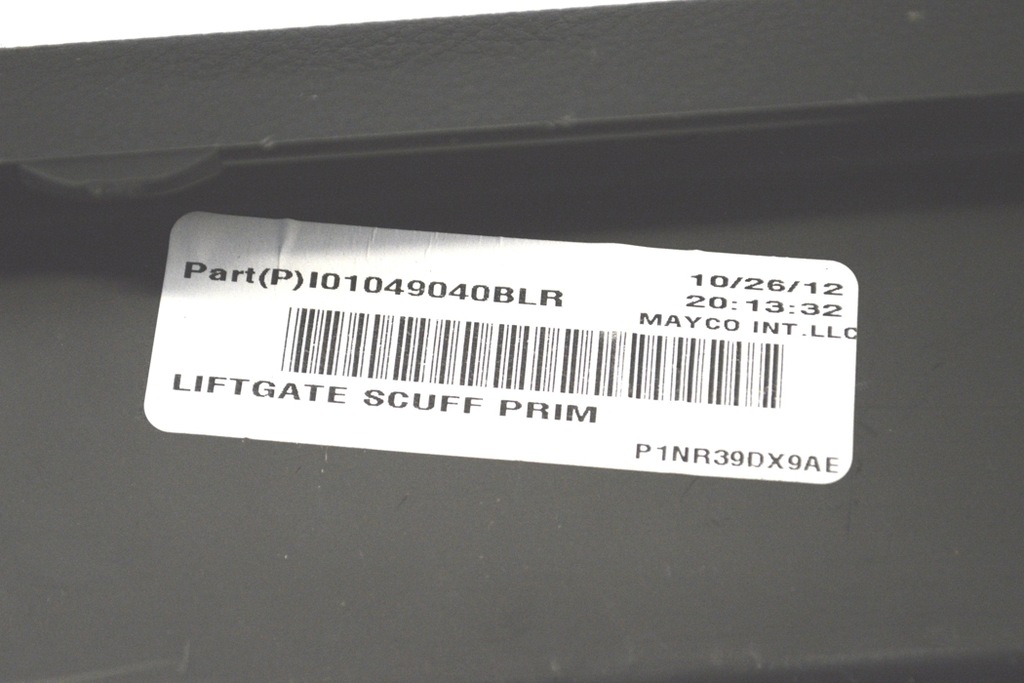 Part(P)I01049040BLR
10/26/12
20:13:32
MAYCO INT.LLC
LIFTGATE SCUFF PRIM
P1NR39DX9AE